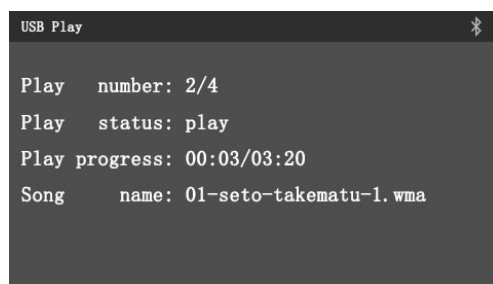 USB Play
Play number: 2/4
Play status: play
Play progress: 00:03/03:20
Song name: 01-seto-takematu-1.wma